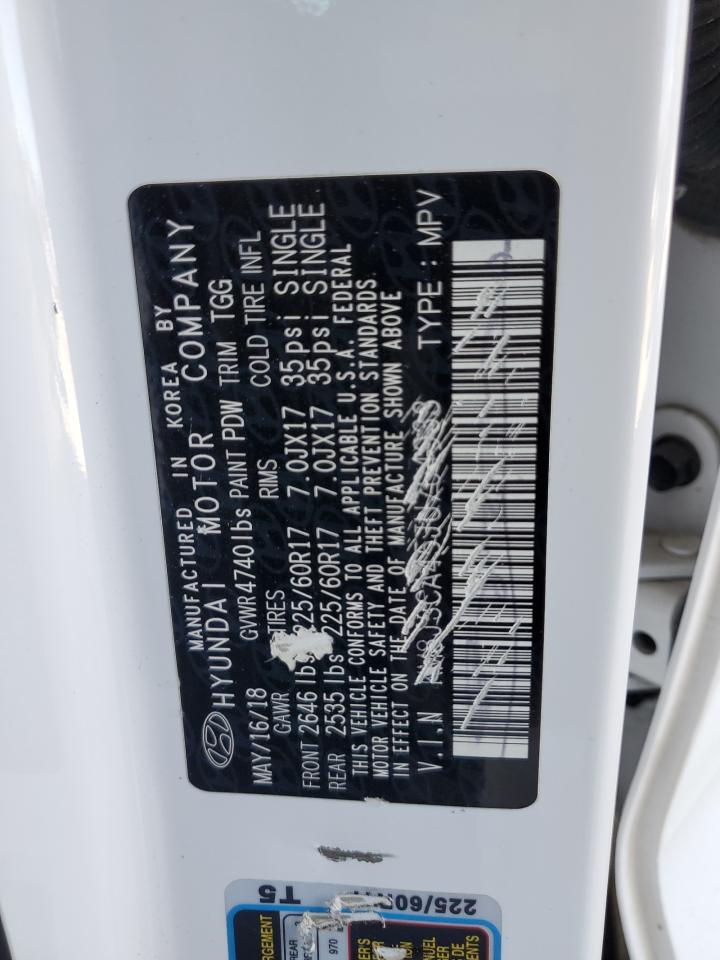 MANUFACTURED IN KOREA BY
HYUNDAI MOTOR COMPANY
MAY/16/18 GVWR 4740lbs PAINT PDW TRIM TGG
GAWR TIRES RIMS COLD TIRE INFL
FRONT 2646 lbs 225/60R17 7.0JX17 35psi SINGLE
REAR 2535 lbs 225/60R17 7.0JX17 35psi SINGLE
THIS VEHICLE CONFORMS TO ALL APPLICABLE U.S.A. FEDERAL
MOTOR VEHICLE SAFETY AND THEFT PREVENTION STANDARDS
IN EFFECT ON THE DATE OF MANUFACTURE SHOWN ABOVE
V.I.N TYPE : MPV
T5
225/60R17
970